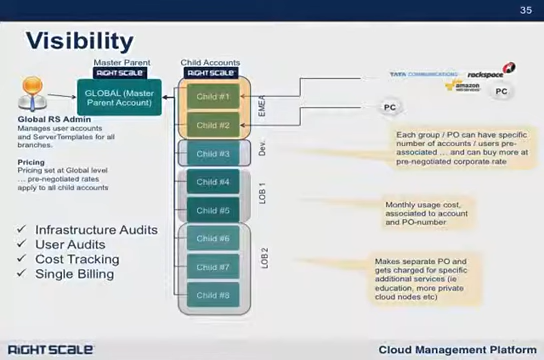 35
Visibility
Master Parent
RIGHTSCALE
Child Accounts
RIGHTSCALE
GLOBAL (Master
Parent Account)
Global RS Admin
Manages user accounts
and ServerTemplates for all
branches.
Pricing
Pricing set at Global level
... pre-negotiated rates
apply to all child accounts
Child #1
Child #2
Child #3
Child #4
Child #5
Child #6
Child #7
Child #8
EMEA
Dev.
LOB 1
LOB 2
TATA COMMUNICATIONS
rackspace
amazon
PC
PC
Each group / PO can have specific
number of accounts / users pre-
associated ... and can buy more at
pre-negotiated corporate rate
Monthly usage cost,
associated to account
and PO-number
Makes separate PO and
gets charged for specific
additional services (ie
education, more private
cloud nodes etc)
✓ Infrastructure Audits
✓ User Audits
✓ Cost Tracking
✓ Single Billing
RIGHTSCALE
Cloud Management Platform